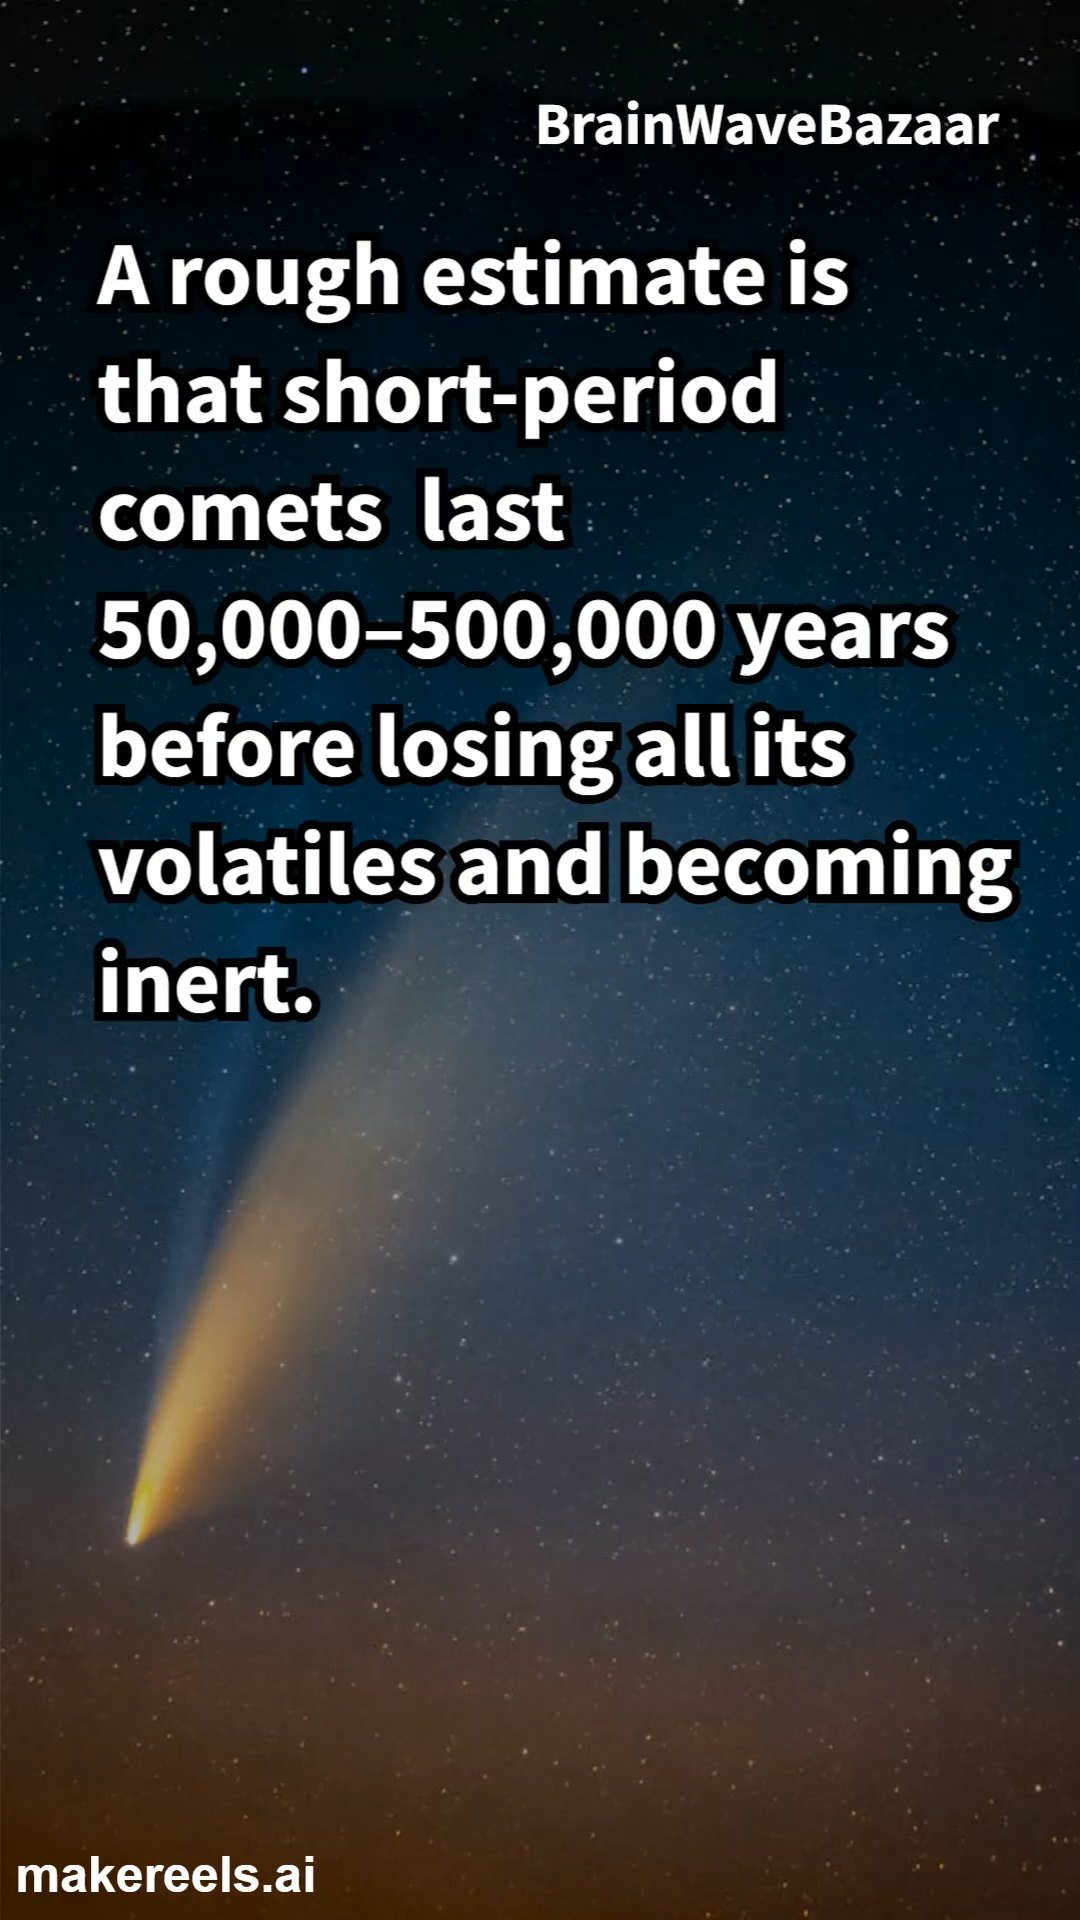 BrainWaveBazaar
A rough estimate is
that short-period
comets  last
50,000–500,000 years
before losing all its
volatiles and becoming
inert.
makereels.ai